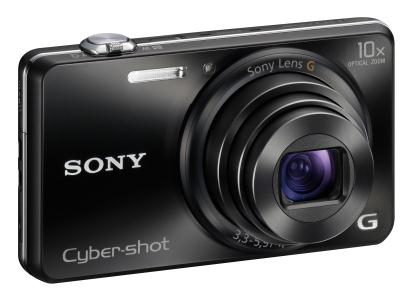 10x
OPTICAL ZOOM
Sony Lens G
SONY
G
Cyber-shot